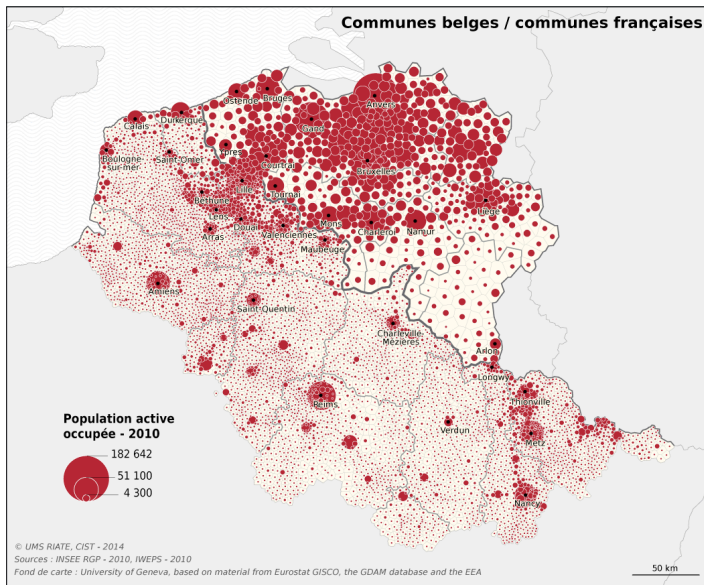 Communes belges / communes françaises
Ostende
Bruges
Anvers
Calais
Dunkerque
Gand
Boulogne-
sur-mer
Saint-Omer
Ypres
Courtrai
Bruxelles
Lille
Tournai
Liège
Béthune
Lens
Douai
Arras
Valenciennes
Mons
Charleroi
Namur
Maubeuge
Amiens
Saint-Quentin
Charleville-
Mézières
Arlon
Longwy
Thionville
Reims
Verdun
Metz
Nancy
Population active
occupée - 2010
182 642
51 100
4 300
© UMS RIATE, CIST - 2014
Sources : INSEE RGP - 2010, IWEPS - 2010
Fond de carte : University of Geneva, based on material from Eurostat GISCO, the GDAM database and the EEA
50 km